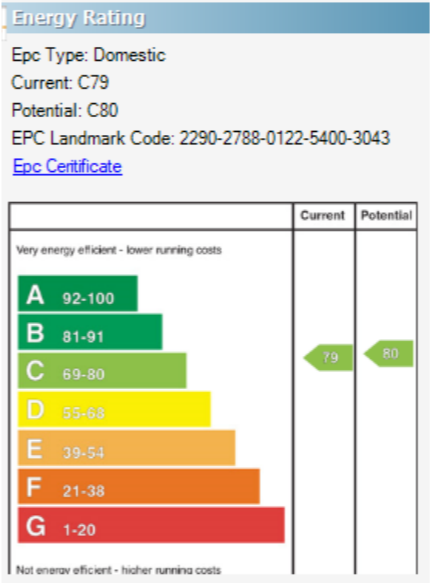 Energy Rating
Epc Type: Domestic
Current: C79
Potential: C80
EPC Landmark Code: 2290-2788-0122-5400-3043
Epc Ceritificate
Current Potential
Very energy efficient - lower running costs
A 92-100
B 81-91
C 69-80
79 80
D 55-68
E 39-54
F 21-38
G 1-20
Not energy efficient - higher running costs